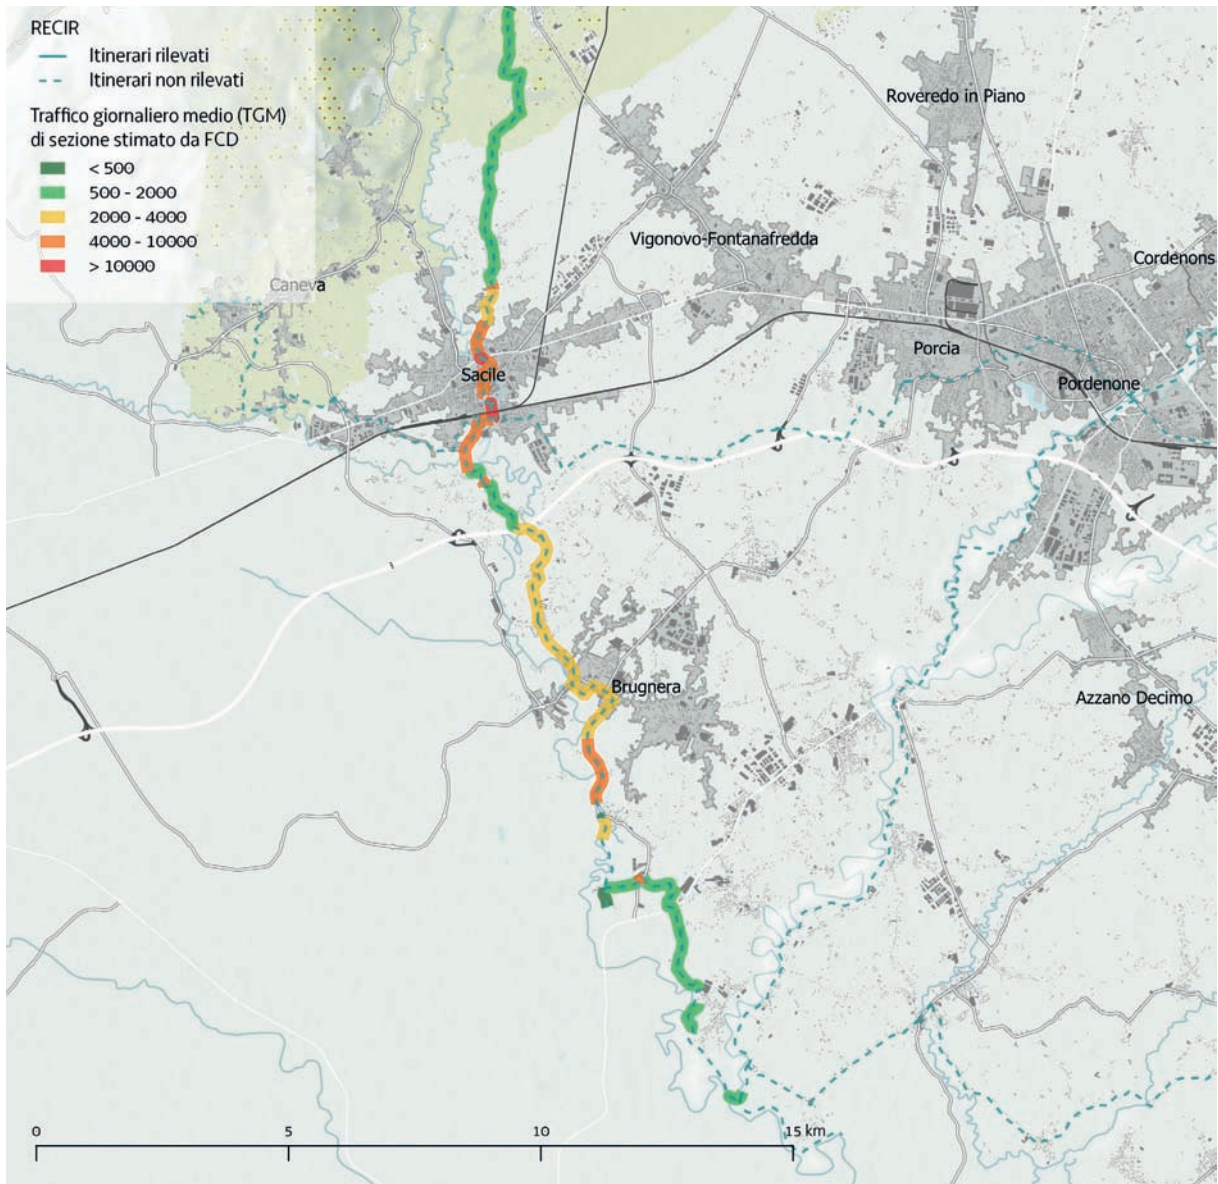 RECIR
Itinerari rilevati
Itinerari non rilevati
Traffico giornaliero medio (TGM)
di sezione stimato da FCD
< 500
500 - 2000
2000 - 4000
4000 - 10000
> 10000
Roveredo in Piano
Vigonovo-Fontanafredda
Cordenons
Caneva
Porcia
Sacile
Pordenone
Brugnera
Azzano Decimo
0
5
10
15 km